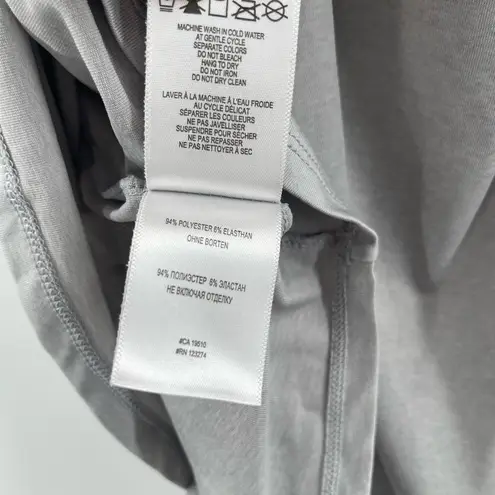 MACHINE WASH IN COLD WATER
AT GENTLE CYCLE
SEPARATE COLORS
DO NOT BLEACH
HANG TO DRY
DO NOT IRON
DO NOT DRY CLEAN
LAVER À LA MACHINE À L'EAU FROIDE
AU CYCLE DÉLICAT
SÉPARER LES COULEURS
NE PAS JAVELLISER
SUSPENDRE POUR SÉCHER
NE PAS REPASSER
NE PAS NETTOYER À SEC
94% POLYESTER 6% ELASTHAN
OHNE BORTEN
94% ПОЛИЭСТЕР 6% ЭЛАСТАН
НЕ ВКЛЮЧАЯ ОТДЕЛКУ
#CA 19510
#RN 123274